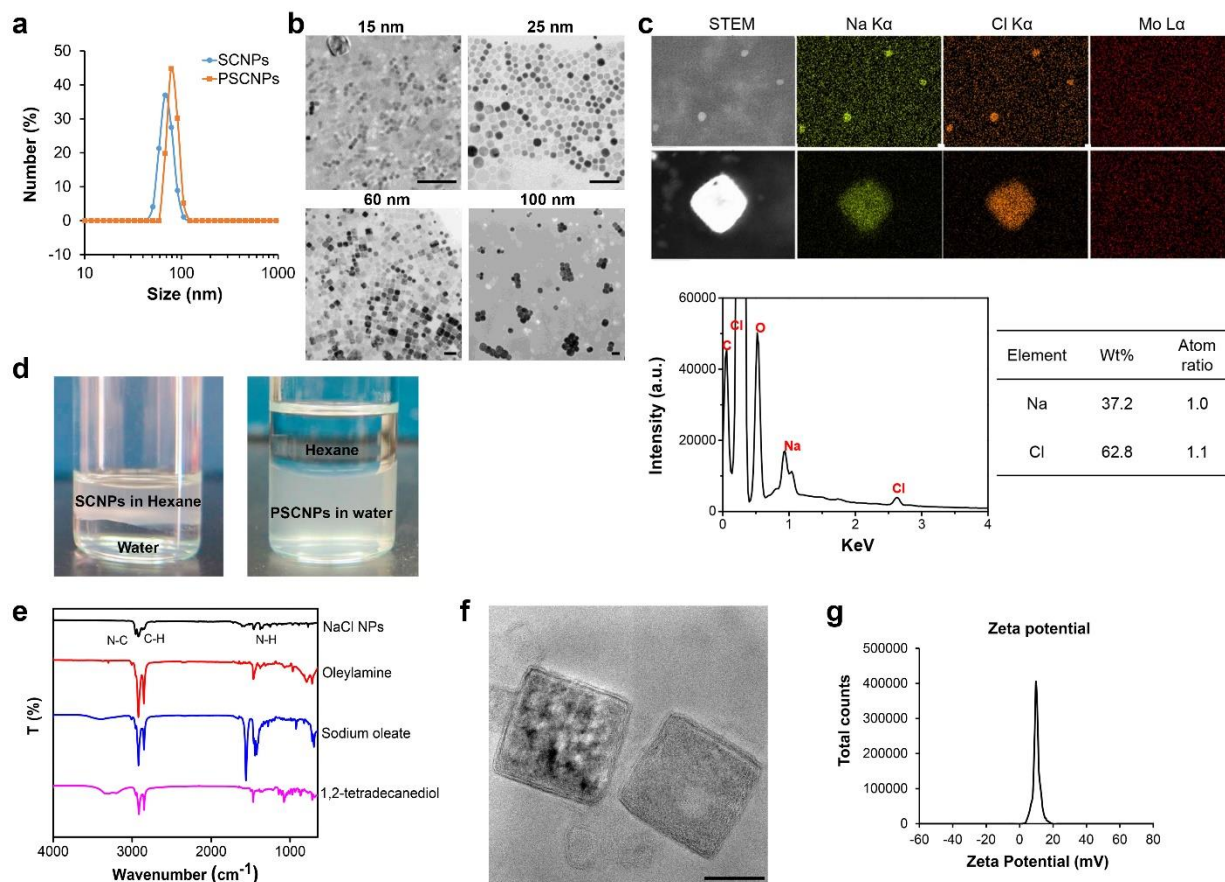 a
50
40
30
20
10
0
-10
Number (%)
SCNPs
PSCNPs
10
100
1000
Size (nm)
b
15 nm
25 nm
60 nm
100 nm
c
STEM
Na Kα
Cl Kα
Mo Lα
60000
40000
20000
0
Intensity (a.u.)
C
Cl
O
Na
Cl
0
1
2
3
4
KeV
Element Wt% Atom ratio
Na 37.2 1.0
Cl 62.8 1.1
d
SCNPs in Hexane
Water
Hexane
PSCNPs in water
e
T (%)
N-C
C-H
N-H
NaCl NPs
Oleylamine
Sodium oleate
1,2-tetradecanediol
4000
3000
2000
1000
Wavenumber (cm⁻¹)
f
g
Zeta potential
500000
400000
300000
200000
100000
0
Total counts
-60
-40
-20
0
20
40
60
80
Zeta Potential (mV)